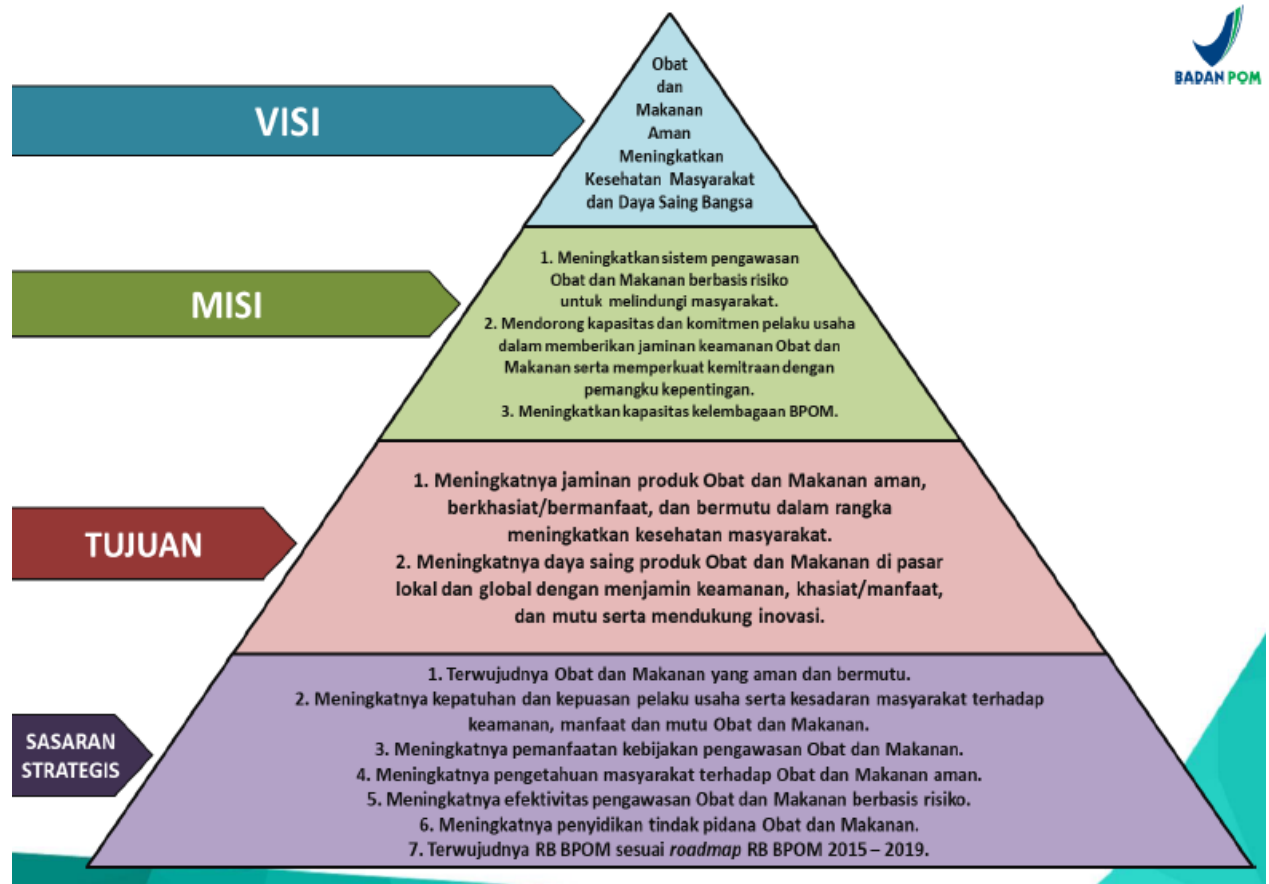 BADAN POM
VISI
Obat
dan
Makanan
Aman
Meningkatkan
Kesehatan Masyarakat
dan Daya Saing Bangsa
MISI
1. Meningkatkan sistem pengawasan
Obat dan Makanan berbasis risiko
untuk melindungi masyarakat.
2. Mendorong kapasitas dan komitmen pelaku usaha
dalam memberikan jaminan keamanan Obat dan
Makanan serta memperkuat kemitraan dengan
pemangku kepentingan.
3. Meningkatkan kapasitas kelembagaan BPOM.
TUJUAN
1. Meningkatnya jaminan produk Obat dan Makanan aman,
berkhasiat/bermanfaat, dan bermutu dalam rangka
meningkatkan kesehatan masyarakat.
2. Meningkatnya daya saing produk Obat dan Makanan di pasar
lokal dan global dengan menjamin keamanan, khasiat/manfaat,
dan mutu serta mendukung inovasi.
SASARAN
STRATEGIS
1. Terwujudnya Obat dan Makanan yang aman dan bermutu.
2. Meningkatnya kepatuhan dan kepuasan pelaku usaha serta kesadaran masyarakat terhadap
keamanan, manfaat dan mutu Obat dan Makanan.
3. Meningkatnya pemanfaatan kebijakan pengawasan Obat dan Makanan.
4. Meningkatnya pengetahuan masyarakat terhadap Obat dan Makanan aman.
5. Meningkatnya efektivitas pengawasan Obat dan Makanan berbasis risiko.
6. Meningkatnya penyidikan tindak pidana Obat dan Makanan.
7. Terwujudnya RB BPOM sesuai roadmap RB BPOM 2015 – 2019.